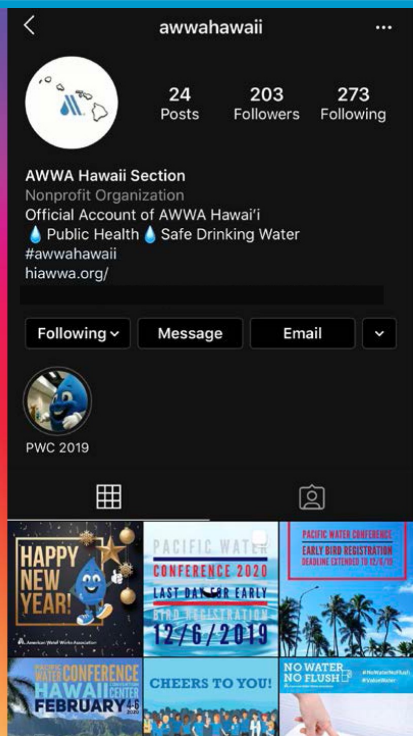 awwahawaii
24 203 273
Posts Followers Following
AWWA Hawaii Section
Nonprofit Organization
Official Account of AWWA Hawai'i
💧 Public Health 💧 Safe Drinking Water
#awwahawaii
hiawwa.org/
Following Message Email
PWC 2019
HAPPY
NEW
YEAR!
American Water Works Association
PACIFIC WATER
CONFERENCE 2020
LAST DAY FOR EARLY
BIRD REGISTRATION
12/6/2019
PACIFIC WATER CONFERENCE
EARLY BIRD REGISTRATION
DEADLINE EXTENDED TO 12/6/19
PACIFIC
WATER CONFERENCE
HAWAII CONVENTION
CENTER
FEBRUARY 4-6
2020
CHEERS TO YOU!
NO WATER
NO FLUSH
#NoWaterNoFlush
#ValueWater